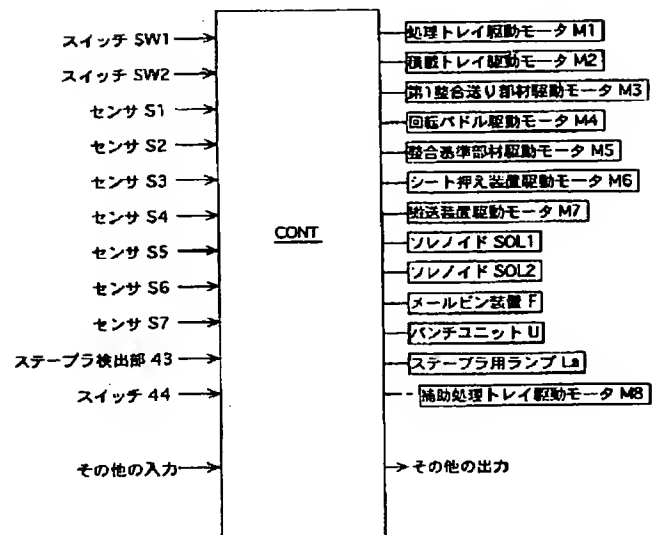 スイッチ SW1
スイッチ SW2
センサ S1
センサ S2
センサ S3
センサ S4
センサ S5
センサ S6
センサ S7
ステープラ検出部 43
スイッチ 44
その他の入力
CONT
処理トレイ駆動モータ M1
積載トレイ駆動モータ M2
第1整合送り部材駆動モータ M3
回転パドル駆動モータ M4
整合基準部材駆動モータ M5
シート押え装置駆動モータ M6
搬送装置駆動モータ M7
ソレノイド SOL1
ソレノイド SOL2
メールビン装置 F
パンチユニット U
ステープラ用ランプ La
補助処理トレイ駆動モータ M8
その他の出力